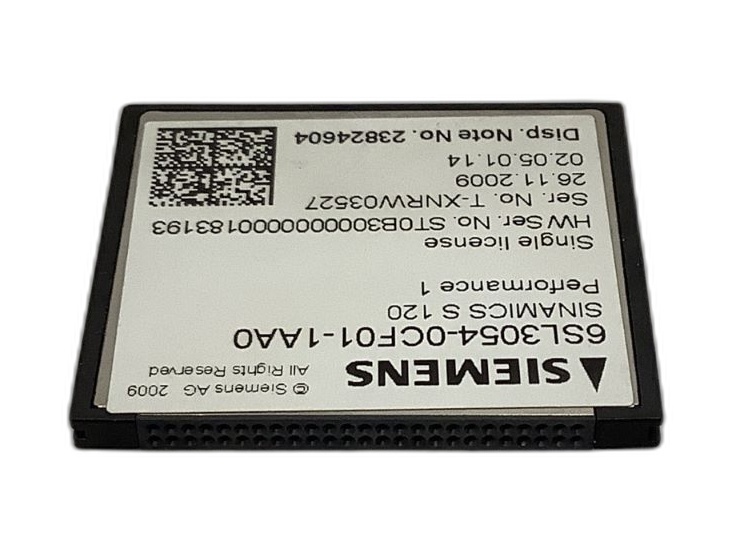 SIEMENS
© Siemens AG 2009
All Rights Reserved
6SL3054-0CF01-1AA0
SINAMICS S 120
Performance 1
Single license
HW Ser. No. STOB300000000183193
Ser. No. T-XNRW03527
26.11.2009
02.05.01.14
Disp. Note No. 23824604